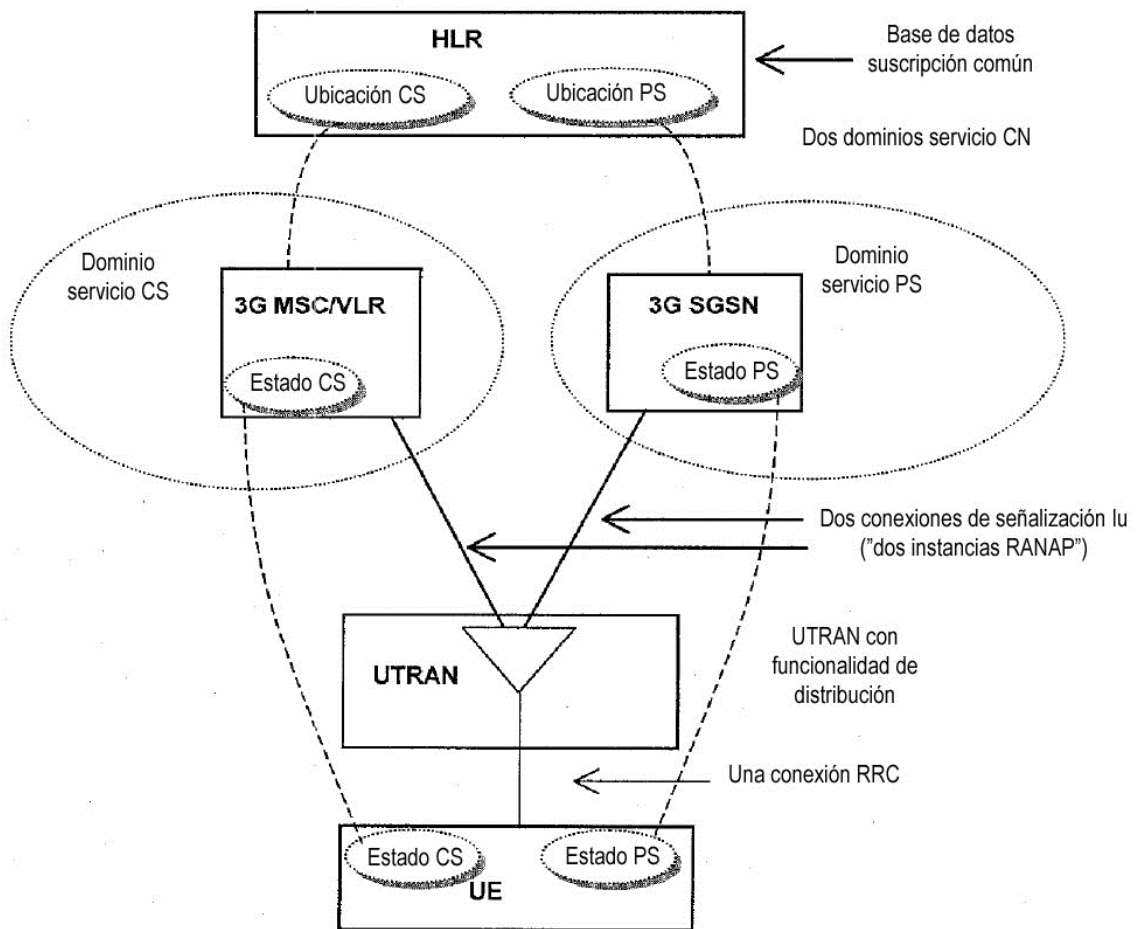 HLR
Base de datos
suscripción común
Ubicación CS
Ubicación PS
Dos dominios servicio CN
Dominio
servicio CS
Dominio
servicio PS
3G MSC/VLR
3G SGSN
Estado CS
Estado PS
Dos conexiones de señalización Iu
("dos instancias RANAP")
UTRAN
UTRAN con
funcionalidad de
distribución
Una conexión RRC
Estado CS
Estado PS
UE